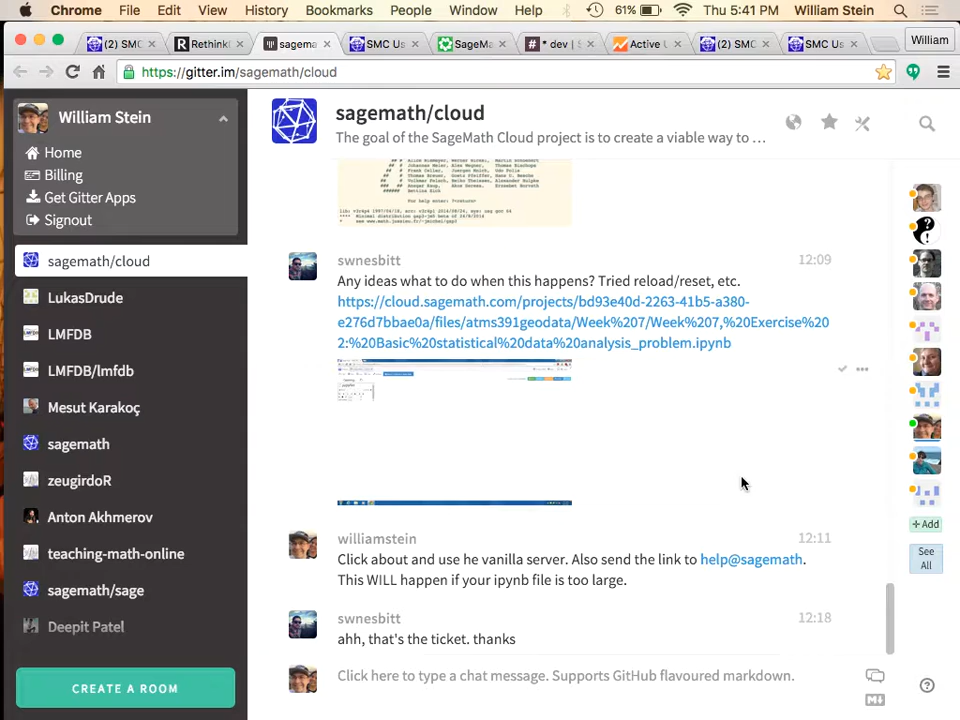 Chrome File Edit View History Bookmarks People Window Help 61% Thu 5:41 PM William Stein
(2) SMC RethinkI sagema SMC Us SageMa * dev | S Active U (2) SMC SMC Us William
https://gitter.im/sagemath/cloud
William Stein
Home
Billing
Get Gitter Apps
Signout
sagemath/cloud
LukasDrude
LMFDB
LMFDB/lmfdb
Mesut Karakoç
sagemath
zeugirdoR
Anton Akhmerov
teaching-math-online
sagemath/sage
Deepit Patel
CREATE A ROOM
sagemath/cloud
The goal of the SageMath Cloud project is to create a viable way to …
For help enter: ?<return>
swnesbitt 12:09
Any ideas what to do when this happens? Tried reload/reset, etc.
https://cloud.sagemath.com/projects/bd93e40d-2263-41b5-a380-
e276d7bbae0a/files/atms391geodata/Week%207/Week%207,%20Exercise%20
2:%20Basic%20statistical%20data%20analysis_problem.ipynb
williamstein 12:11
Click about and use he vanilla server. Also send the link to help@sagemath.
This WILL happen if your ipynb file is too large.
swnesbitt 12:18
ahh, that's the ticket. thanks
Click here to type a chat message. Supports GitHub flavoured markdown.
+Add
See
All